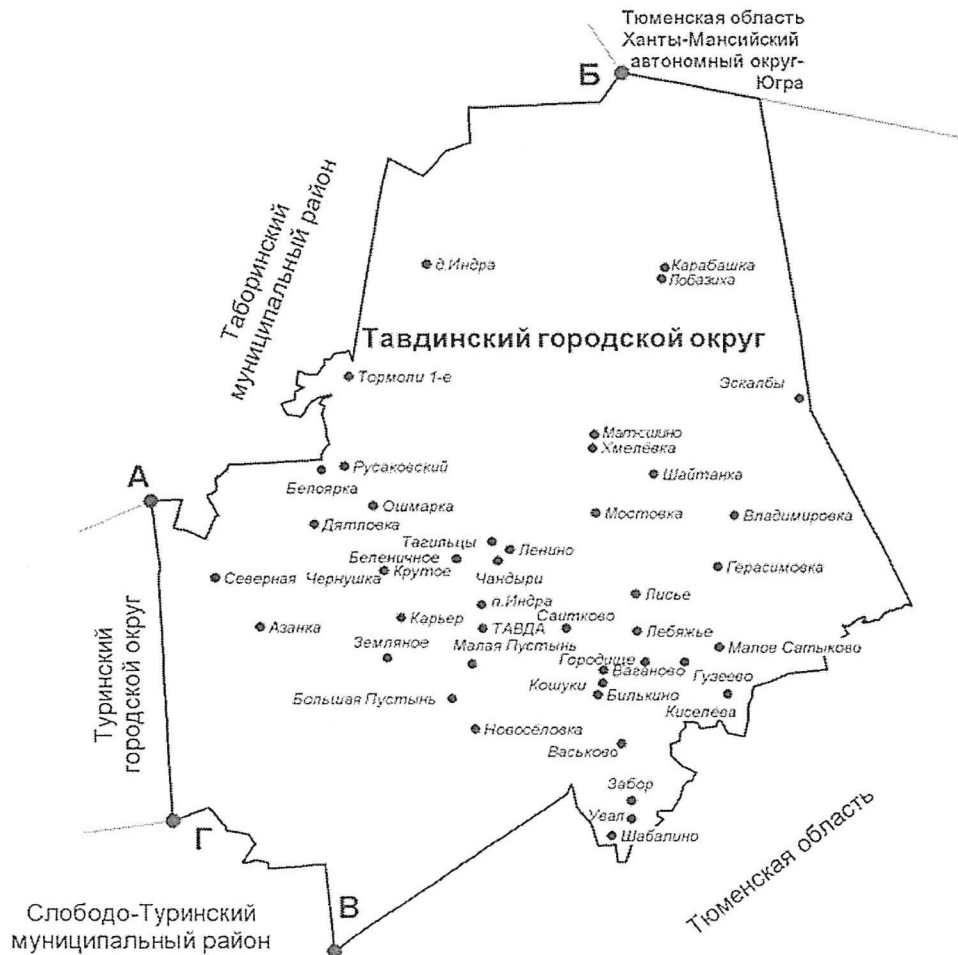 Тюменская область
Ханты-Мансийский
автономный округ-
Югра
Б
Таборинский
муниципальный район
д.Индра
Карабашка
Лобазиха
Тавдинский городской округ
Тормоли 1-е
Эскалбы
Хмелёвка
Шайтанка
А
Русаковский
Белоярка
Ошмарка
Мостовка
Владимировка
Дятловка
Тагильцы
Ленино
Беленичное
Чандыри
Герасимовка
Северная
Чернушка
Крутое
п.Индра
Лисье
Карьер
Саитково
Азанка
ТАВДА
Лебяжье
Земляное
Малая Пустынь
Малое Сатыково
Городище
Ваганово
Гузеево
Кошуки
Билькино
Киселёва
Большая Пустынь
Новосёловка
Васьково
Туринский
городской округ
Забор
Увал
Шабалино
Г
Тюменская область
В
Слободо-Туринский
муниципальный район